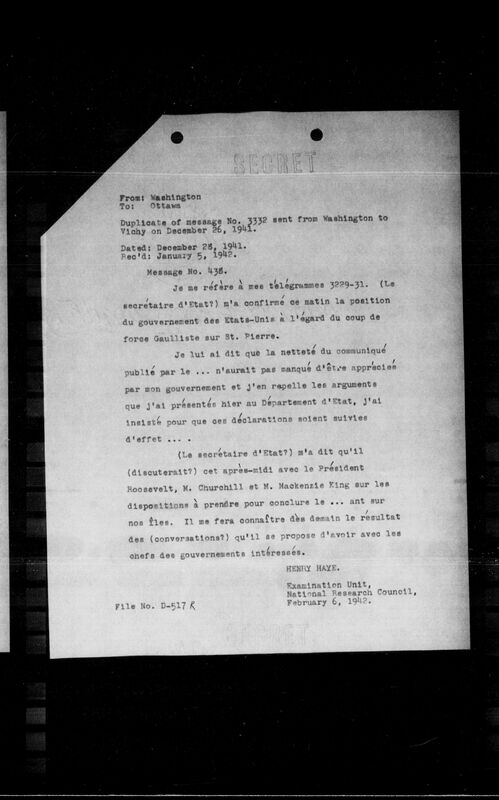 SECRET
From: Washington
To: Ottawa
Duplicate of message No. 3332 sent from Washington to
Vichy on December 26, 1941.
Dated: December 28, 1941.
Rec'd: January 5, 1942.
Message No. 438.
Je me réfère à mes télégrammes 3229-31. (Le
secrétaire d'Etat?) m'a confirmé ce matin la position
du gouvernement des Etats-Unis à l'égard du coup de
force Gaulliste sur St. Pierre.
Je lui ai dit que la netteté du communiqué
publié par le ... n'aurait pas manqué d'être appréciée
par mon gouvernement et j'en rapelle les arguments
que j'ai présentés hier au Département d'Etat, j'ai
insisté pour que ces déclarations soient suivies
d'effet ... .
(Le secrétaire d'Etat?) m'a dit qu'il
(discuterait?) cet après-midi avec le Président
Roosevelt, M. Churchill et M. Mackenzie King sur les
dispositions à prendre pour conclure le ... ant sur
nos îles. Il me fera connaître dès demain le résultat
des (conversations?) qu'il se propose d'avoir avec les
chefs des gouvernements intéressés.
HENRY HAYE.
Examination Unit,
National Research Council,
February 6, 1942.
File No. D-517 R
SECRET